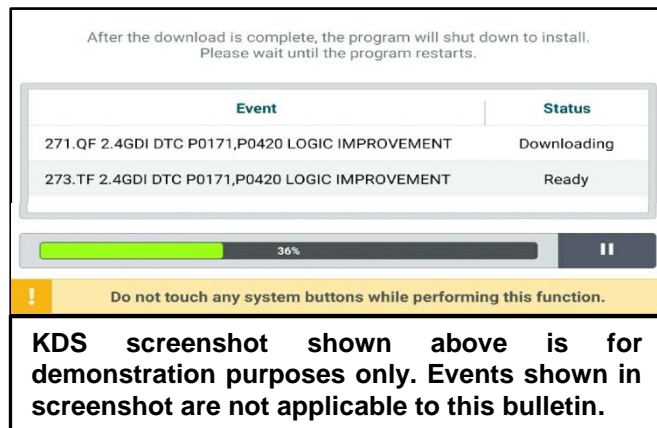 After the download is complete, the program will shut down to install.
Please wait until the program restarts.
Event Status
271.QF 2.4GDI DTC P0171,P0420 LOGIC IMPROVEMENT Downloading
273.TF 2.4GDI DTC P0171,P0420 LOGIC IMPROVEMENT Ready
36%
! Do not touch any system buttons while performing this function.
KDS screenshot shown above is for
demonstration purposes only. Events shown in
screenshot are not applicable to this bulletin.